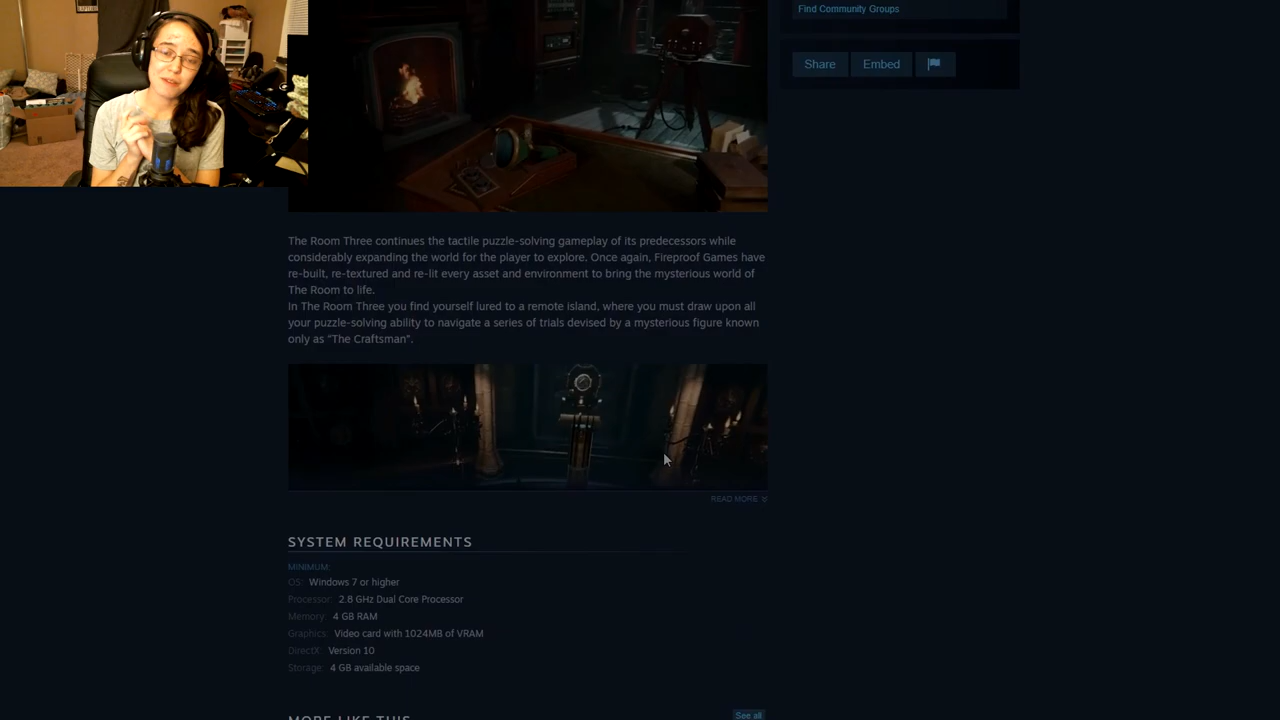 Find Community Groups
Share
Embed
The Room Three continues the tactile puzzle-solving gameplay of its predecessors while
considerably expanding the world for the player to explore. Once again, Fireproof Games have
re-built, re-textured and re-lit every asset and environment to bring the mysterious world of
The Room to life.
In The Room Three you find yourself lured to a remote island, where you must draw upon all
your puzzle-solving ability to navigate a series of trials devised by a mysterious figure known
only as "The Craftsman".
READ MORE
SYSTEM REQUIREMENTS
MINIMUM:
OS: Windows 7 or higher
Processor: 2.8 GHz Dual Core Processor
Memory: 4 GB RAM
Graphics: Video card with 1024MB of VRAM
DirectX: Version 10
Storage: 4 GB available space
MORE LIKE THIS
See all